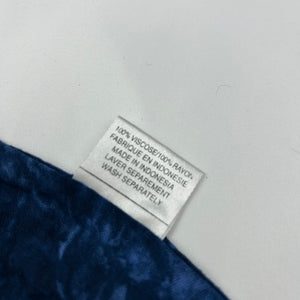 100% VISCOSE/100% RAYON
FABRIQUE EN INDONESIE
MADE IN INDONESIA
LAVER SEPAREMENT
WASH SEPARATELY